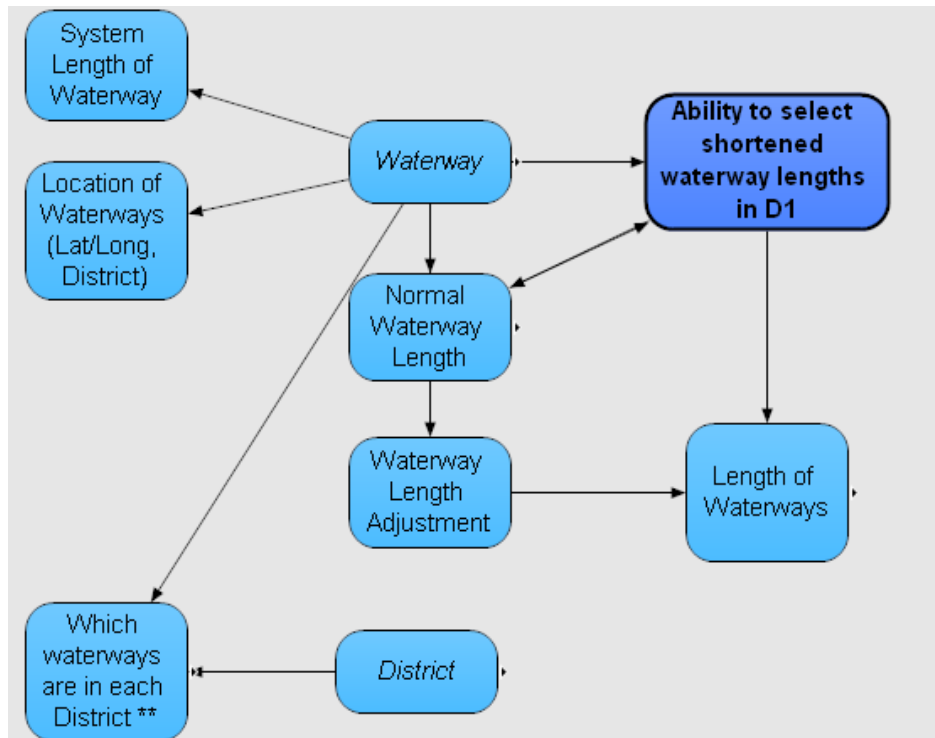 System
Length of
Waterway
Ability to select
shortened
waterway lengths
in D1
Waterway
Location of
Waterways
(Lat/Long,
District)
Normal
Waterway
Length
Waterway
Length
Adjustment
Length of
Waterways
Which
waterways
are in each
District **
District